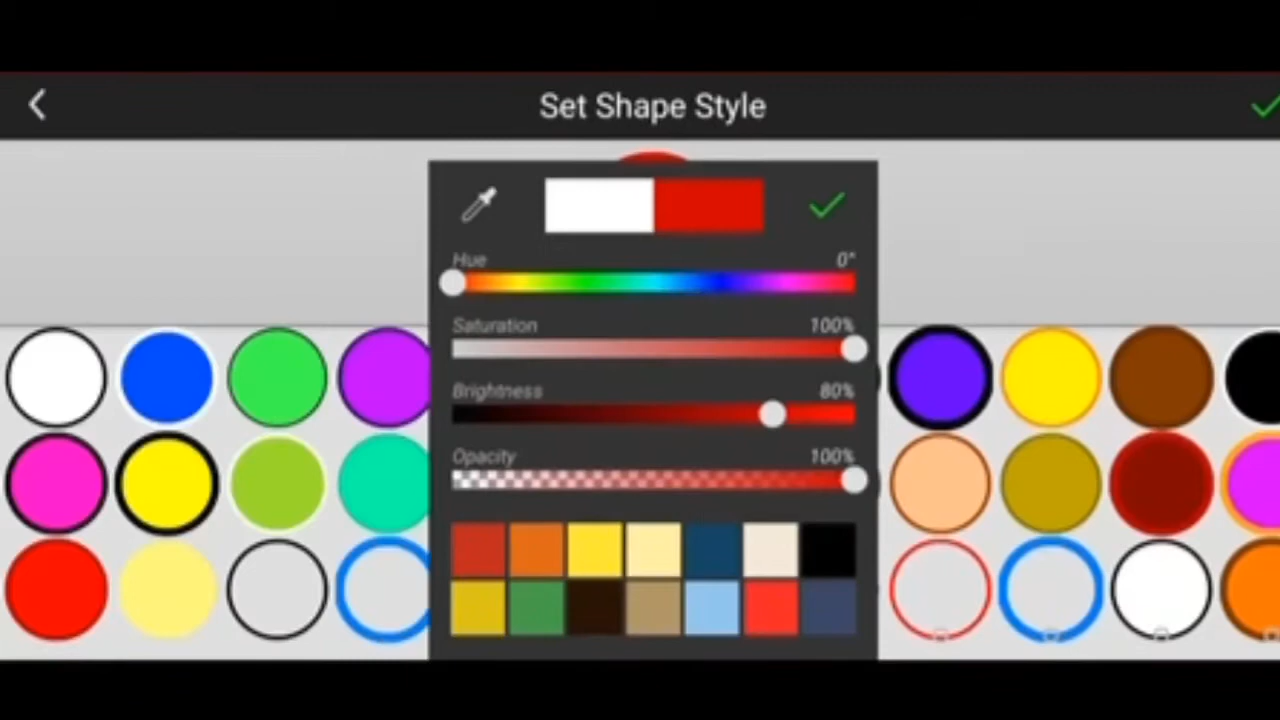 Set Shape Style
Hue 0°
Saturation 100%
Brightness 80%
Opacity 100%